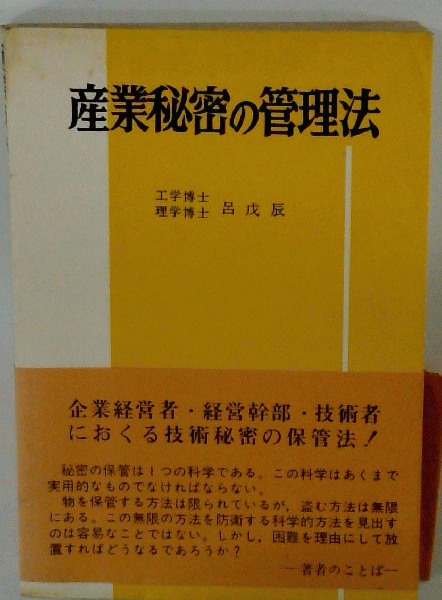 産業秘密の管理法
工学博士
理学博士 呂戊辰
企業経営者・経営幹部・技術者
におくる技術秘密の保管法！
秘密の保管は1つの科学である。この科学はあくまで
実用的なものでなければならない。
物を保管する方法は限られているが，盗む方法は無限
にある。この無限の方法を防衛する科学的方法を見出す
のは容易なことではない。しかし，困難を理由にして放
置すればどうなるであろうか？
―著者のことば―